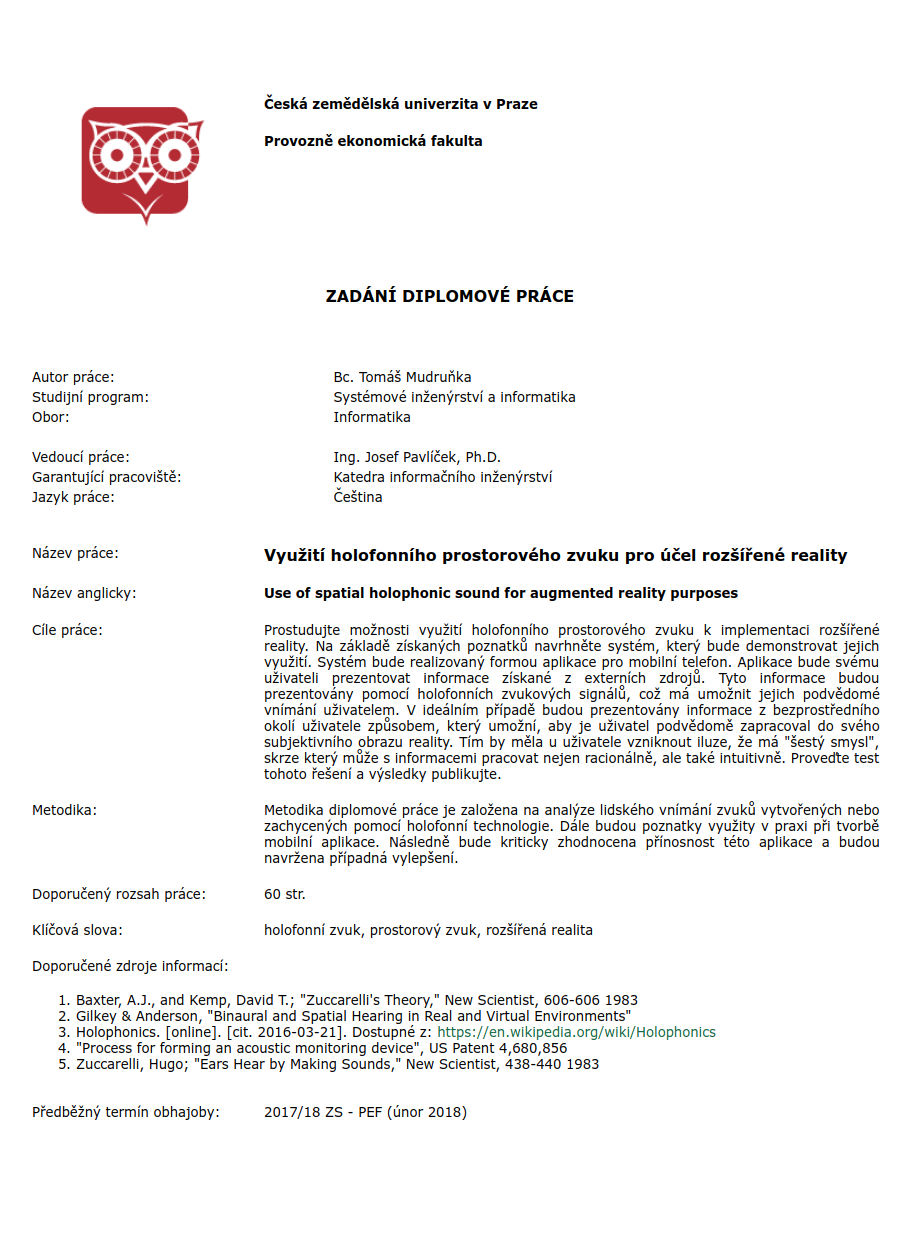 Česká zemědělská univerzita v Praze
Provozně ekonomická fakulta
ZADÁNÍ DIPLOMOVÉ PRÁCE
Autor práce: Bc. Tomáš Mudruňka
Studijní program: Systémové inženýrství a informatika
Obor: Informatika
Vedoucí práce: Ing. Josef Pavlíček, Ph.D.
Garantující pracoviště: Katedra informačního inženýrství
Jazyk práce: Čeština
Název práce: Využití holofonního prostorového zvuku pro účel rozšířené reality
Název anglicky: Use of spatial holophonic sound for augmented reality purposes
Cíle práce: Prostudujte možnosti využití holofonního prostorového zvuku k implementaci rozšířené
reality. Na základě získaných poznatků navrhněte systém, který bude demonstrovat jejich
využití. Systém bude realizovaný formou aplikace pro mobilní telefon. Aplikace bude svému
uživateli prezentovat informace získané z externích zdrojů. Tyto informace budou
prezentovány pomocí holofonních zvukových signálů, což má umožnit jejich podvědomé
vnímání uživatelem. V ideálním případě budou prezentovány informace z bezprostředního
okolí uživatele způsobem, který umožní, aby je uživatel podvědomě zapracoval do svého
subjektivního obrazu reality. Tím by měla u uživatele vzniknout iluze, že má "šestý smysl",
skrze který může s informacemi pracovat nejen racionálně, ale také intuitivně. Proveďte test
tohoto řešení a výsledky publikujte.
Metodika: Metodika diplomové práce je založena na analýze lidského vnímání zvuků vytvořených nebo
zachycených pomocí holofonní technologie. Dále budou poznatky využity v praxi při tvorbě
mobilní aplikace. Následně bude kriticky zhodnocena přínosnost této aplikace a budou
navržena případná vylepšení.
Doporučený rozsah práce: 60 str.
Klíčová slova: holofonní zvuk, prostorový zvuk, rozšířená realita
Doporučené zdroje informací:
1. Baxter, A.J., and Kemp, David T.; "Zuccarelli's Theory," New Scientist, 606-606 1983
2. Gilkey & Anderson, "Binaural and Spatial Hearing in Real and Virtual Environments"
3. Holophonics. [online]. [cit. 2016-03-21]. Dostupné z: https://en.wikipedia.org/wiki/Holophonics
4. "Process for forming an acoustic monitoring device", US Patent 4,680,856
5. Zuccarelli, Hugo; "Ears Hear by Making Sounds," New Scientist, 438-440 1983
Předběžný termín obhajoby: 2017/18 ZS - PEF (únor 2018)